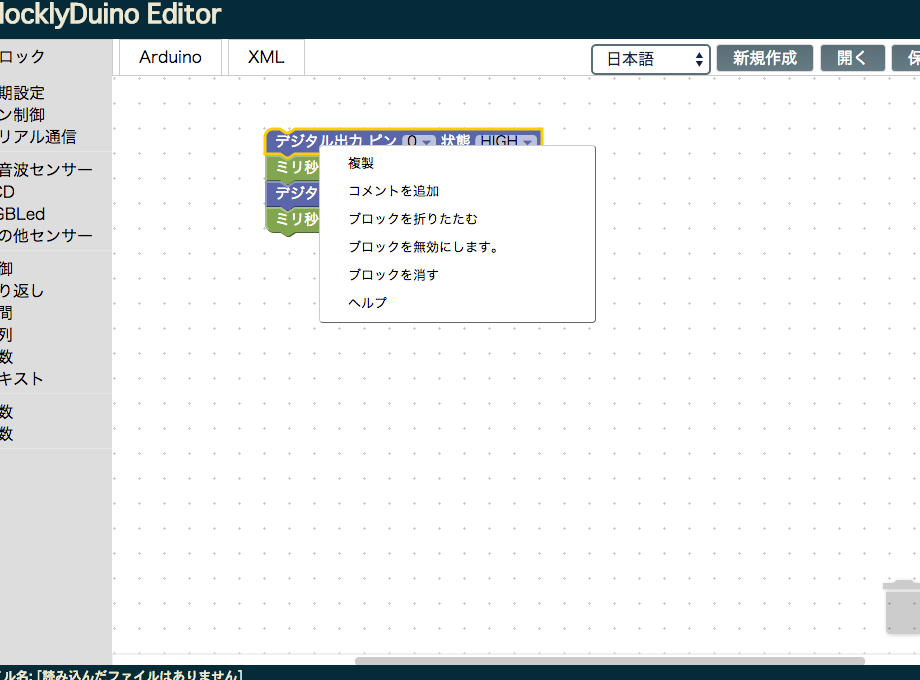 locklyDuino Editor
ロック
Arduino
XML
日本語
新規作成
開く
保
期設定
ン制御
リアル通信
音波センサー
CD
GBLed
の他センサー
御
り返し
間
列
数
キスト
数
数
デジタル出力 ピン 0 状態 HIGH
ミリ秒
デジタ
ミリ秒
複製
コメントを追加
ブロックを折りたたむ
ブロックを無効にします。
ブロックを消す
ヘルプ
イル名: [読み込んだファイルはありません]